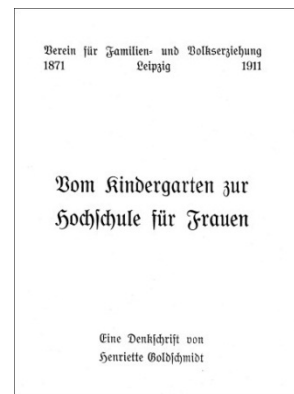 Verein für Familien- und Volkserziehung
1871 Leipzig 1911
Vom Kindergarten zur
Hochschule für Frauen
Eine Denkschrift von
Henriette Goldschmidt